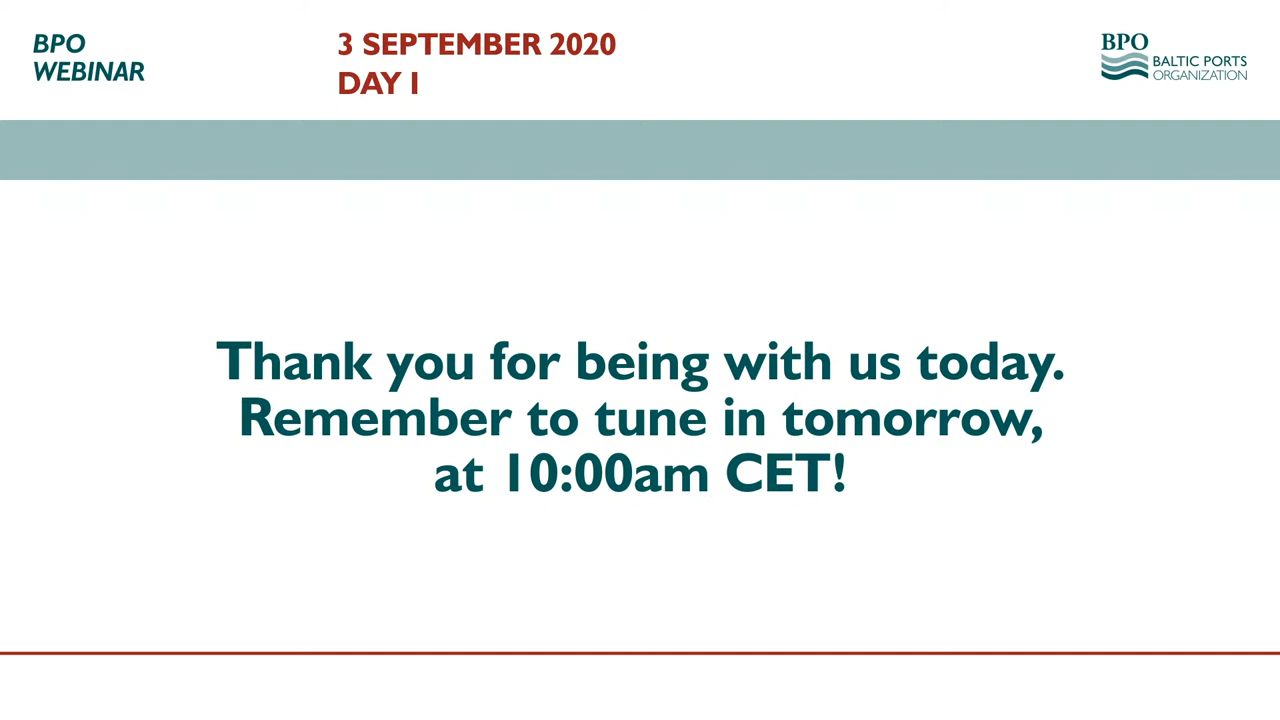 BPO
WEBINAR
3 SEPTEMBER 2020
DAY I
BPO
BALTIC PORTS
ORGANIZATION
Thank you for being with us today.
Remember to tune in tomorrow,
at 10:00am CET!